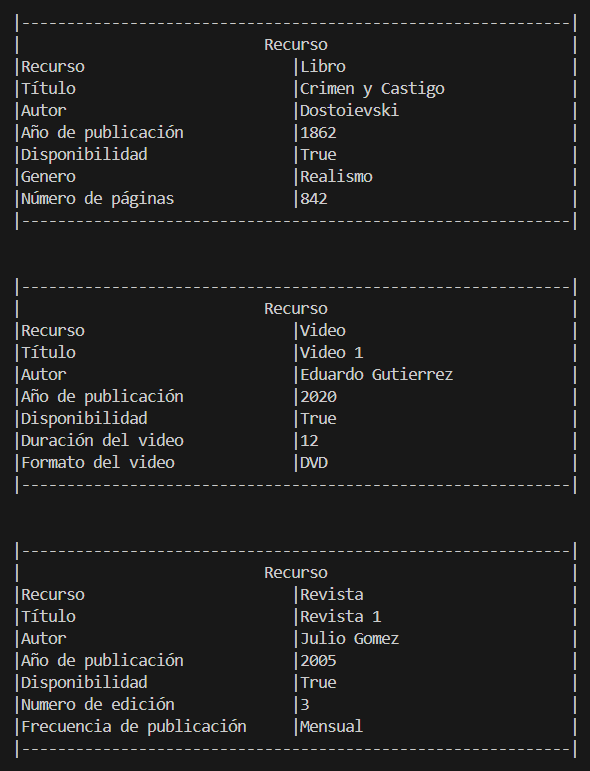 |-------------------------------------------------------------|
|                           Recurso                           |
|Recurso                       |Libro                         |
|Título                        |Crimen y Castigo              |
|Autor                         |Dostoievski                   |
|Año de publicación            |1862                          |
|Disponibilidad                |True                          |
|Genero                        |Realismo                      |
|Número de páginas             |842                           |
|-------------------------------------------------------------|

|-------------------------------------------------------------|
|                           Recurso                           |
|Recurso                       |Video                         |
|Título                        |Video 1                       |
|Autor                         |Eduardo Gutierrez             |
|Año de publicación            |2020                          |
|Disponibilidad                |True                          |
|Duración del video            |12                            |
|Formato del video             |DVD                           |
|-------------------------------------------------------------|

|-------------------------------------------------------------|
|                           Recurso                           |
|Recurso                       |Revista                       |
|Título                        |Revista 1                     |
|Autor                         |Julio Gomez                   |
|Año de publicación            |2005                          |
|Disponibilidad                |True                          |
|Numero de edición             |3                             |
|Frecuencia de publicación     |Mensual                       |
|-------------------------------------------------------------|